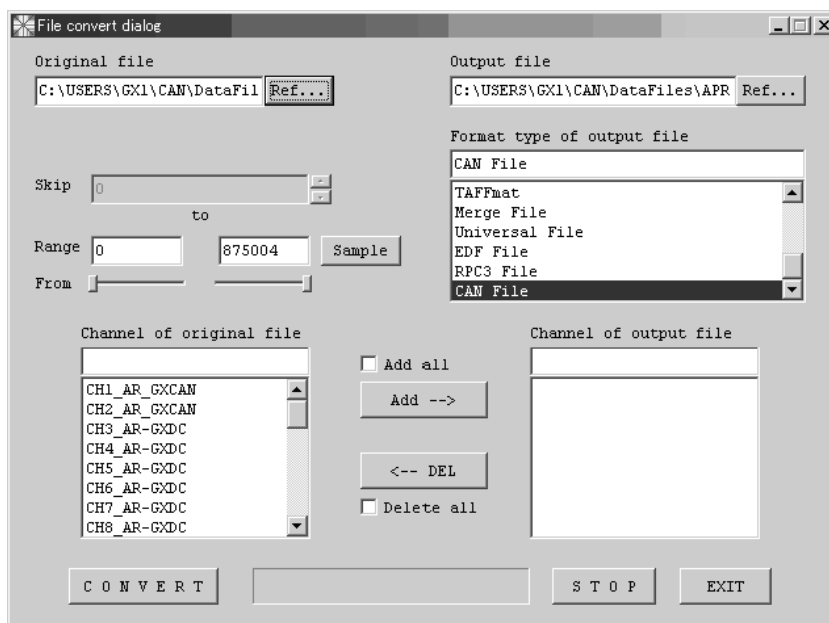 File convert dialog
Original file
C:\USERS\GX1\CAN\DataFil
Ref...
Output file
C:\USERS\GX1\CAN\DataFiles\APR
Ref...
Format type of output file
CAN File
TAFFmat
Merge File
Universal File
EDF File
RPC3 File
CAN File
Skip
0
to
Range
0
875004
Sample
From
Channel of original file
CH1_AR_GXCAN
CH2_AR_GXCAN
CH3_AR-GXDC
CH4_AR-GXDC
CH5_AR-GXDC
CH6_AR-GXDC
CH7_AR-GXDC
CH8_AR-GXDC
Add all
Add -->
<-- DEL
Delete all
Channel of output file
C O N V E R T
S T O P
EXIT